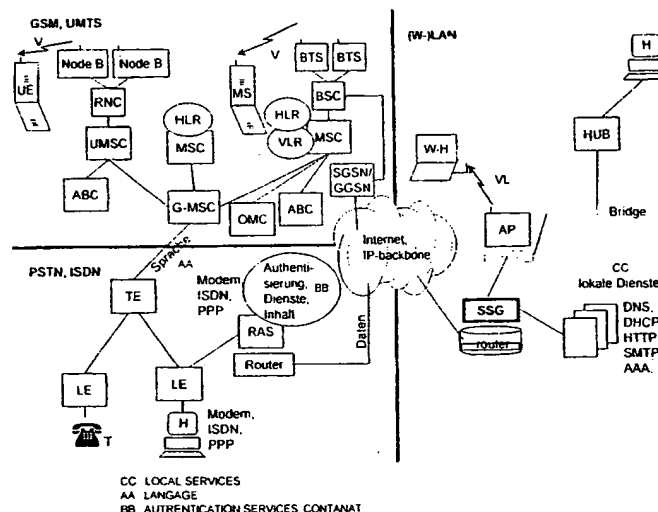 GSM, UMTS
V
UE
Node B
Node B
RNC
UMSC
ABC
HLR
MSC
G-MSC
V
MS
BTS
BTS
BSC
HLR
VLR
MSC
OMC
ABC
SGSN/
GGSN
Internet,
IP-backbone
(W-)LAN
H
HUB
Bridge
W-H
VL
AP
SSG
router
CC
lokale Dienste
DNS,
DHCP
HTTP
SMTP
AAA,
PSTN, ISDN
Sprache
AA
TE
LE
T
LE
H
Modem,
ISDN,
PPP
Modem
ISDN,
PPP
Authenti-
sierung,
Dienste,
Inhalt
BB
RAS
Router
Daten
CC LOCAL SERVICES
AA LANGAGE
BB AUTRENTICATION SERVICES, CONTANAT